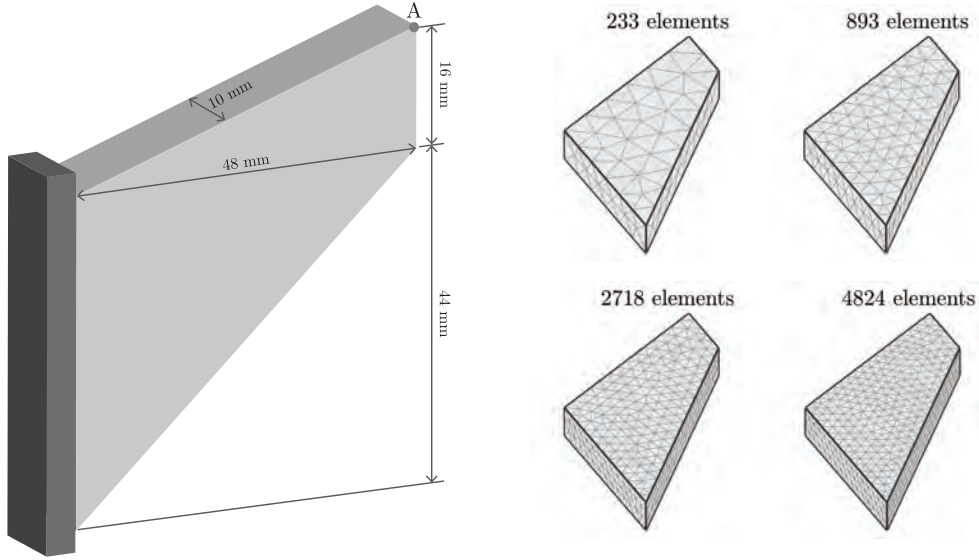 A
10 mm
16 mm
48 mm
44 mm
233 elements
893 elements
2718 elements
4824 elements